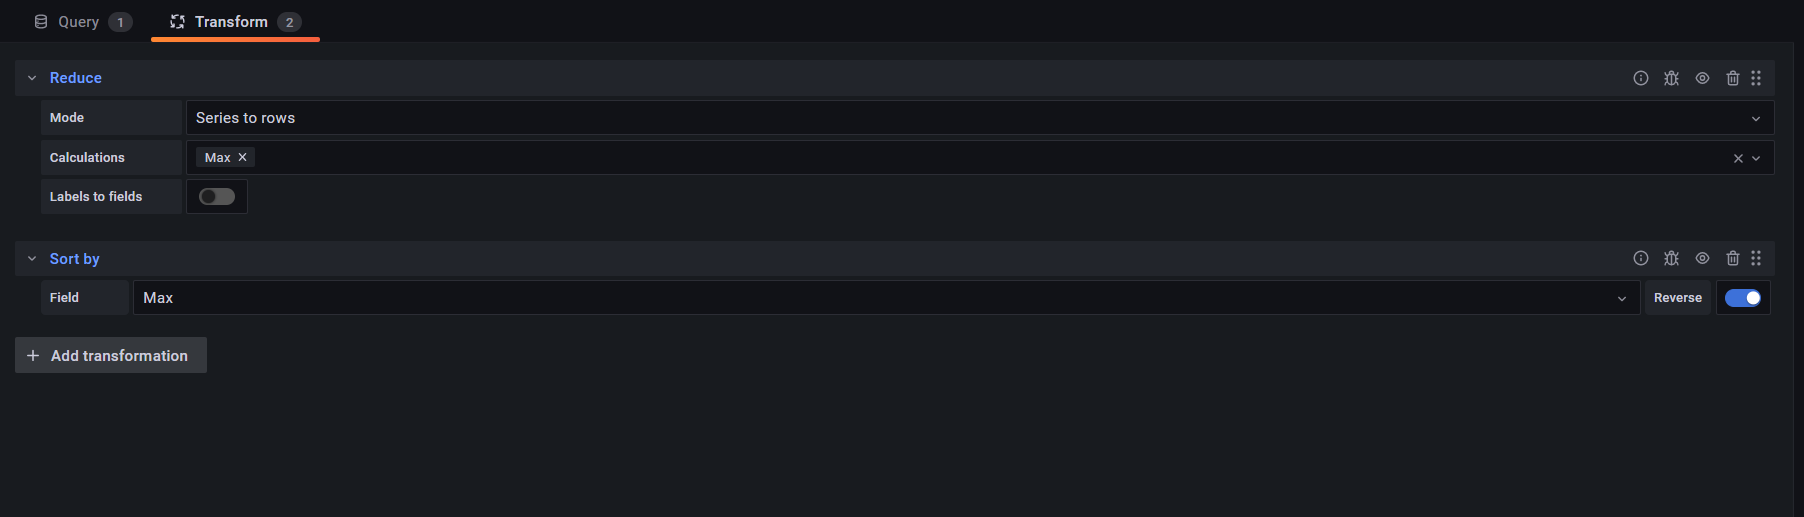 Query 1 Transform 2
Reduce
Mode Series to rows
Calculations Max
Labels to fields
Sort by
Field Max Reverse
Add transformation